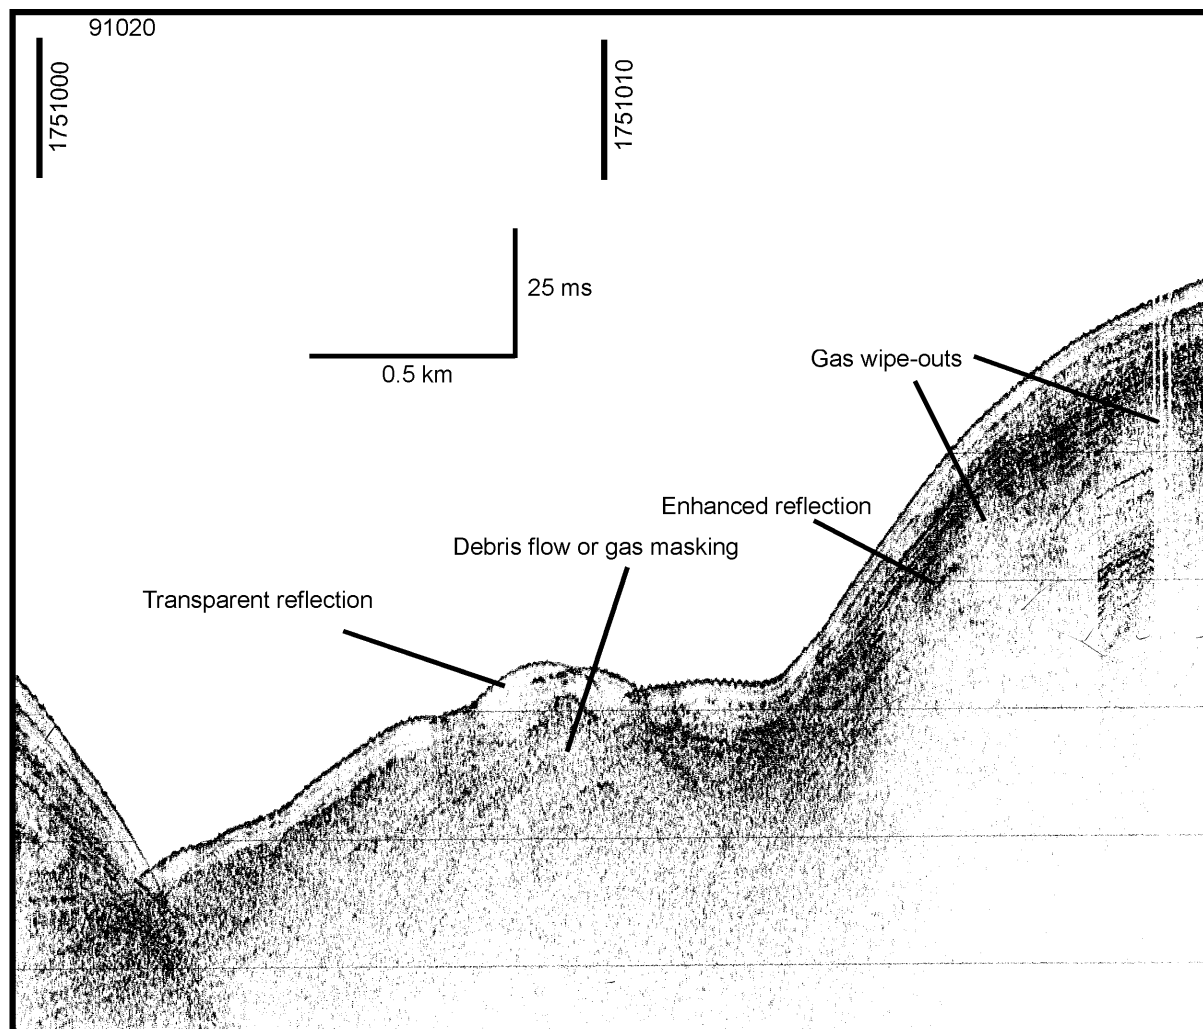 91020
1751000
1751010
25 ms
0.5 km
Gas wipe-outs
Enhanced reflection
Debris flow or gas masking
Transparent reflection